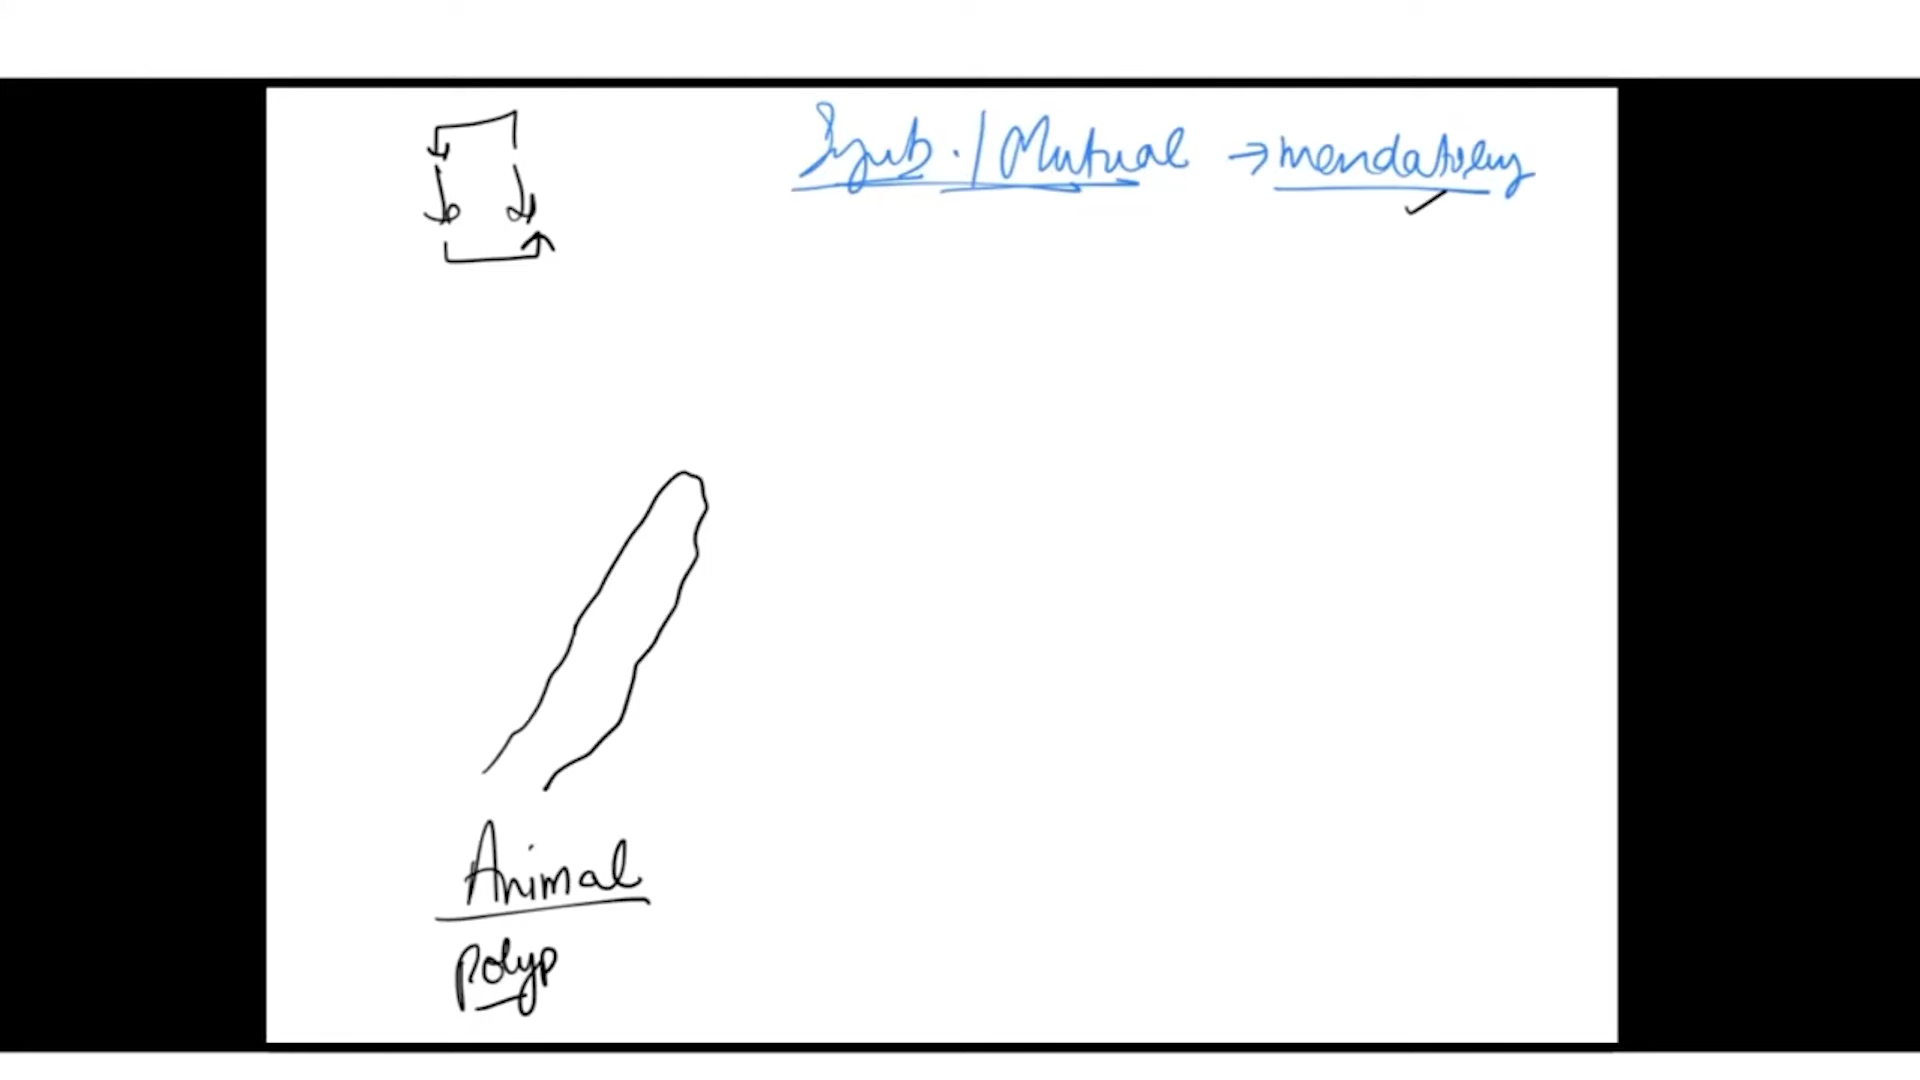 Symb. / Mutual → mendatory
Animal
Polyp